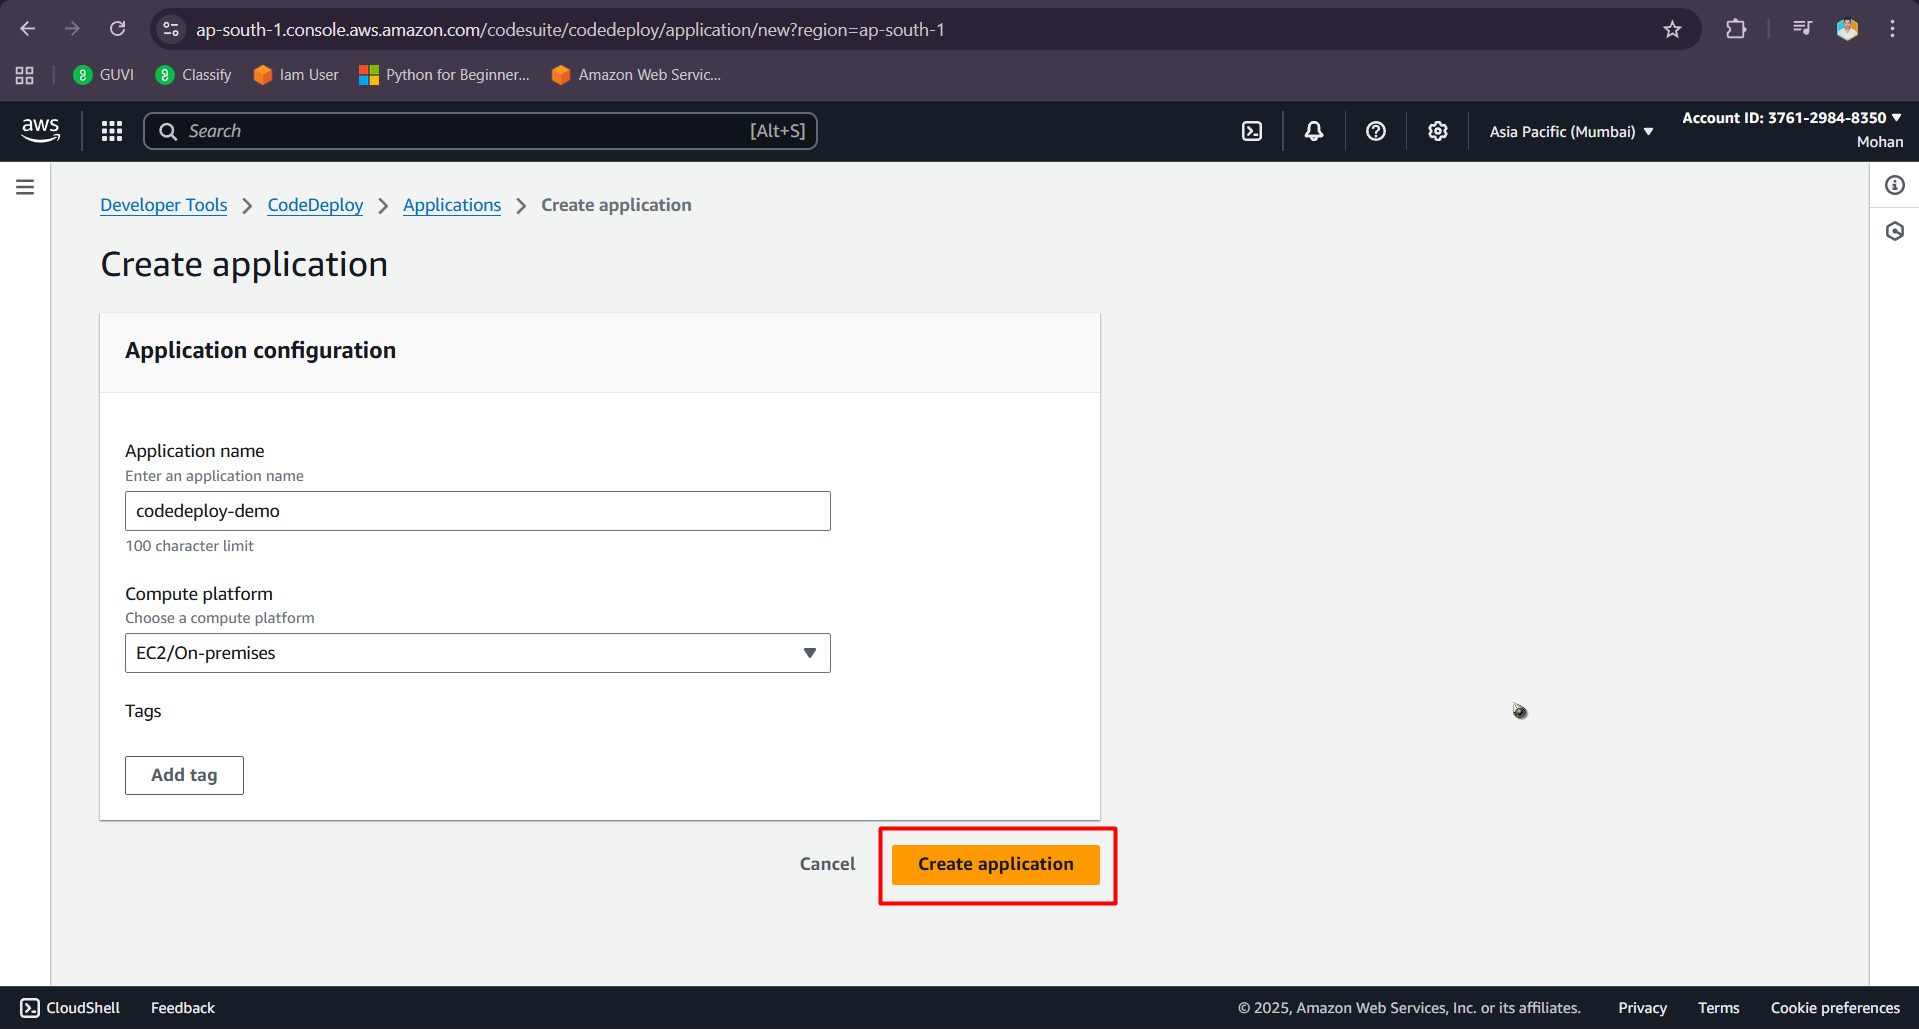 ap-south-1.console.aws.amazon.com/codesuite/codedeploy/application/new?region=ap-south-1
GUVI Classify Iam User Python for Beginner... Amazon Web Servic...
aws Search [Alt+S] Asia Pacific (Mumbai) Account ID: 3761-2984-8350
Mohan
Developer Tools CodeDeploy Applications Create application
Create application
Application configuration
Application name
Enter an application name
codedeploy-demo
100 character limit
Compute platform
Choose a compute platform
EC2/On-premises
Tags
Add tag
Cancel Create application
CloudShell Feedback © 2025, Amazon Web Services, Inc. or its affiliates. Privacy Terms Cookie preferences